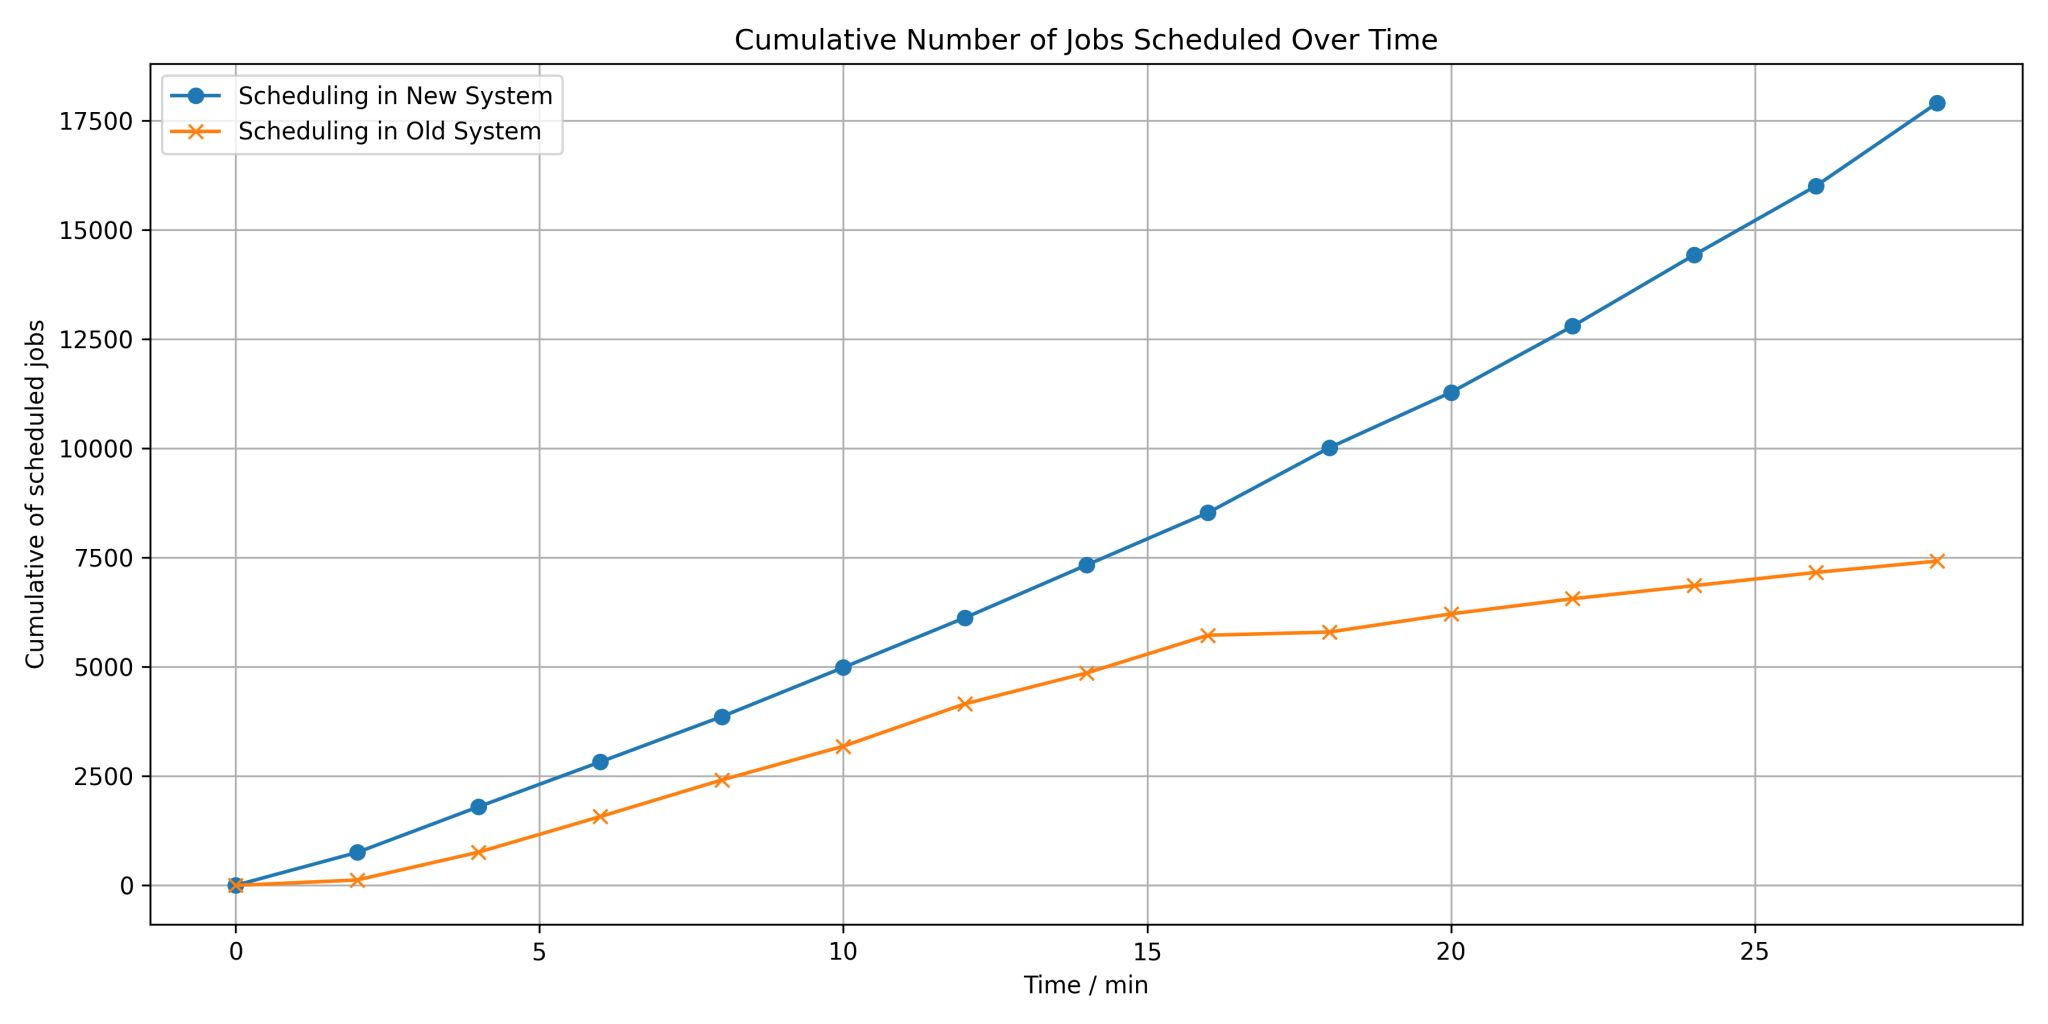 Cumulative Number of Jobs Scheduled Over Time
Scheduling in New System
Scheduling in Old System
17500
15000
12500
10000
7500
5000
2500
0
Cumulative of scheduled jobs
0 5 10 15 20 25
Time / min